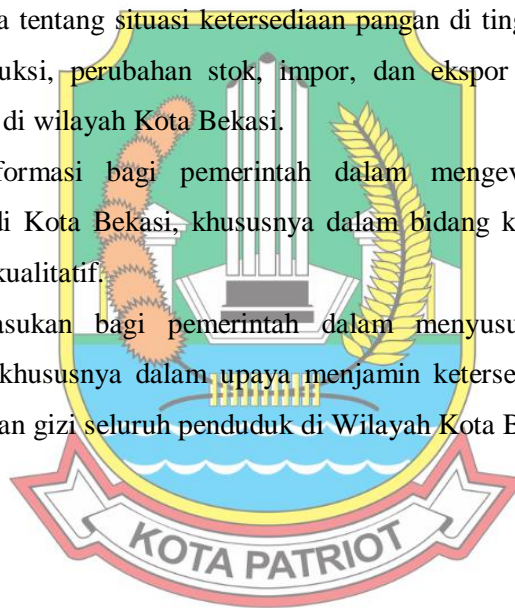 a tentang situasi ketersediaan pangan di ting
uksi, perubahan stok, impor, dan ekspor
di wilayah Kota Bekasi.
formasi bagi pemerintah dalam mengev
di Kota Bekasi, khususnya dalam bidang k
kualitatif.
asukan bagi pemerintah dalam menyusu
khususnya dalam upaya menjamin keterse
an gizi seluruh penduduk di Wilayah Kota B
KOTA PATRIOT